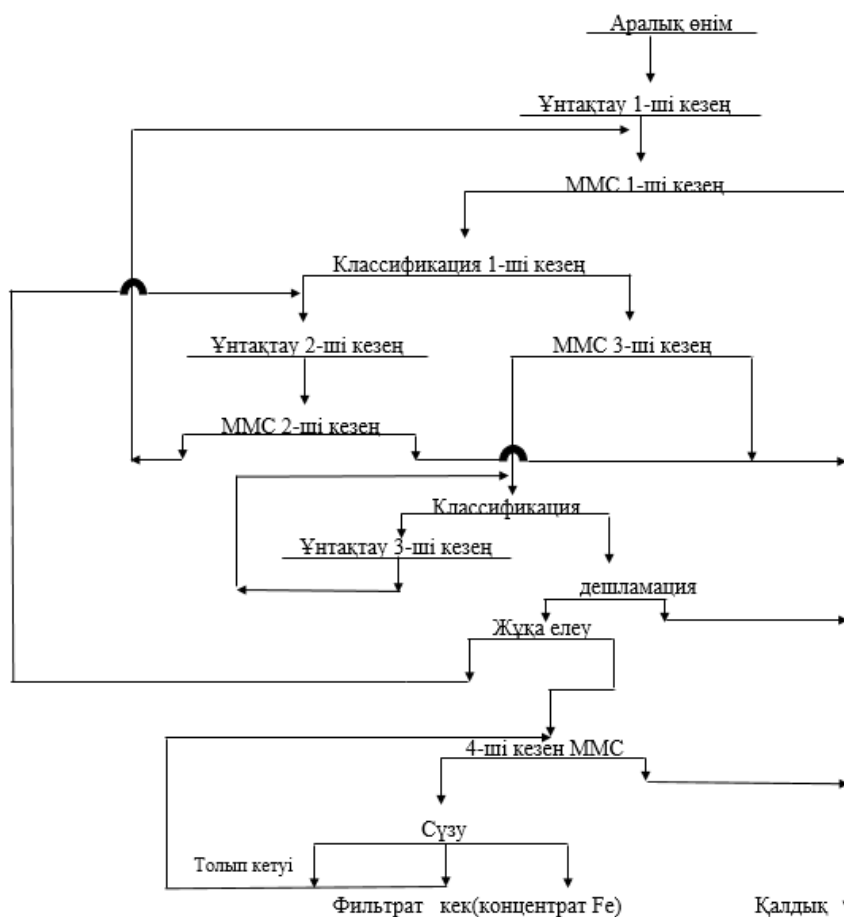 Аралық өнім
Ұнтақтау 1-ші кезең
ММС 1-ші кезең
Классификация 1-ші кезең
Ұнтақтау 2-ші кезең
ММС 3-ші кезең
ММС 2-ші кезең
Классификация
Ұнтақтау 3-ші кезең
дешламация
Жұқа елеу
4-ші кезен ММС
Сүзу
Толып кетуі
Фильтрат кек(концентрат Fe) Қалдық